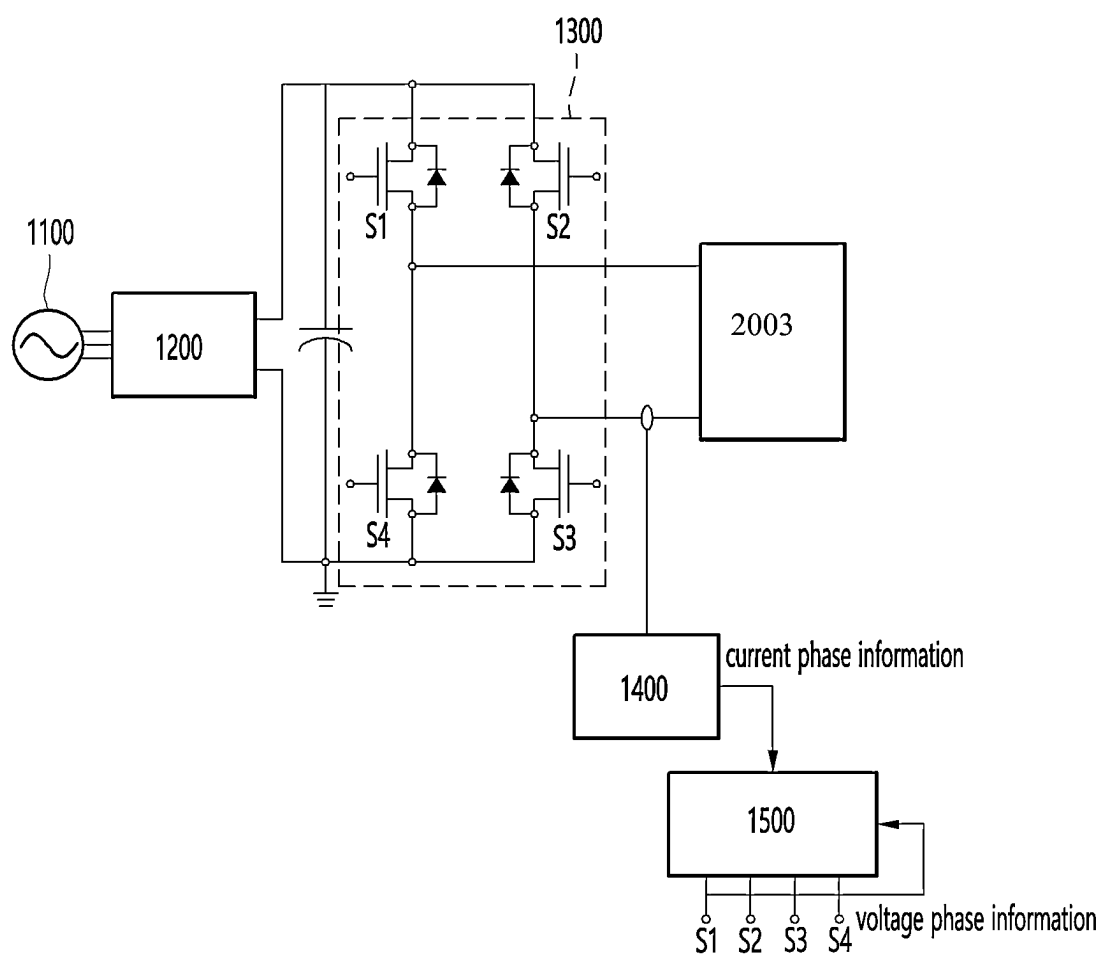 1300
S1
S2
1100
1200
2003
S4
S3
current phase information
1400
1500
voltage phase information
S1
S2
S3
S4